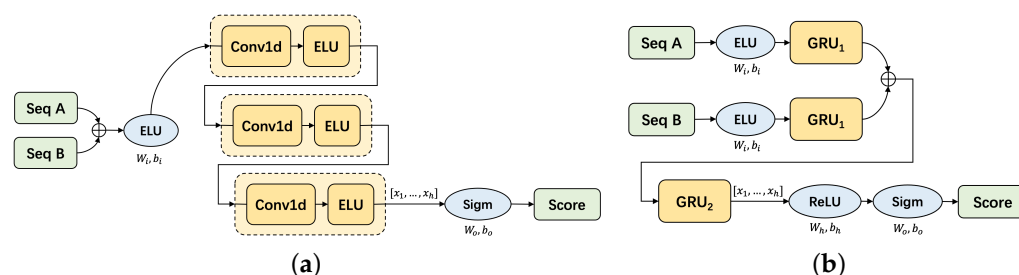 Seq A
Seq B
ELU
W_i, b_i
Conv1d
ELU
Conv1d
ELU
Conv1d
ELU
[x_1, …, x_h]
Sigm
W_o, b_o
Score
(a)
Seq A
ELU
W_i, b_i
GRU_1
Seq B
ELU
W_i, b_i
GRU_1
GRU_2
[x_1, …, x_h]
ReLU
W_h, b_h
Sigm
W_o, b_o
Score
(b)